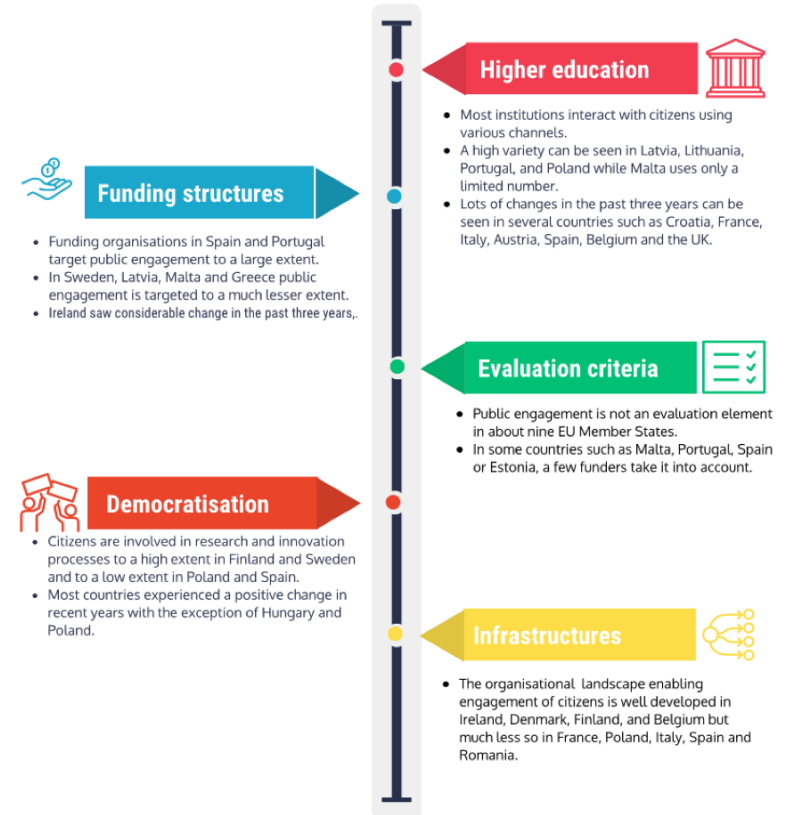 Higher education
• Most institutions interact with citizens using
various channels.
• A high variety can be seen in Latvia, Lithuania,
Portugal, and Poland while Malta uses only a
limited number.
• Lots of changes in the past three years can be
seen in several countries such as Croatia, France,
Italy, Austria, Spain, Belgium and the UK.
Funding structures
• Funding organisations in Spain and Portugal
target public engagement to a large extent.
• In Sweden, Latvia, Malta and Greece public
engagement is targeted to a much lesser extent.
• Ireland saw considerable change in the past three years,.
Evaluation criteria
• Public engagement is not an evaluation element
in about nine EU Member States.
• In some countries such as Malta, Portugal, Spain
or Estonia, a few funders take it into account.
Democratisation
• Citizens are involved in research and innovation
processes to a high extent in Finland and Sweden
and to a low extent in Poland and Spain.
• Most countries experienced a positive change in
recent years with the exception of Hungary and
Poland.
Infrastructures
• The organisational landscape enabling
engagement of citizens is well developed in
Ireland, Denmark, Finland, and Belgium but
much less so in France, Poland, Italy, Spain and
Romania.